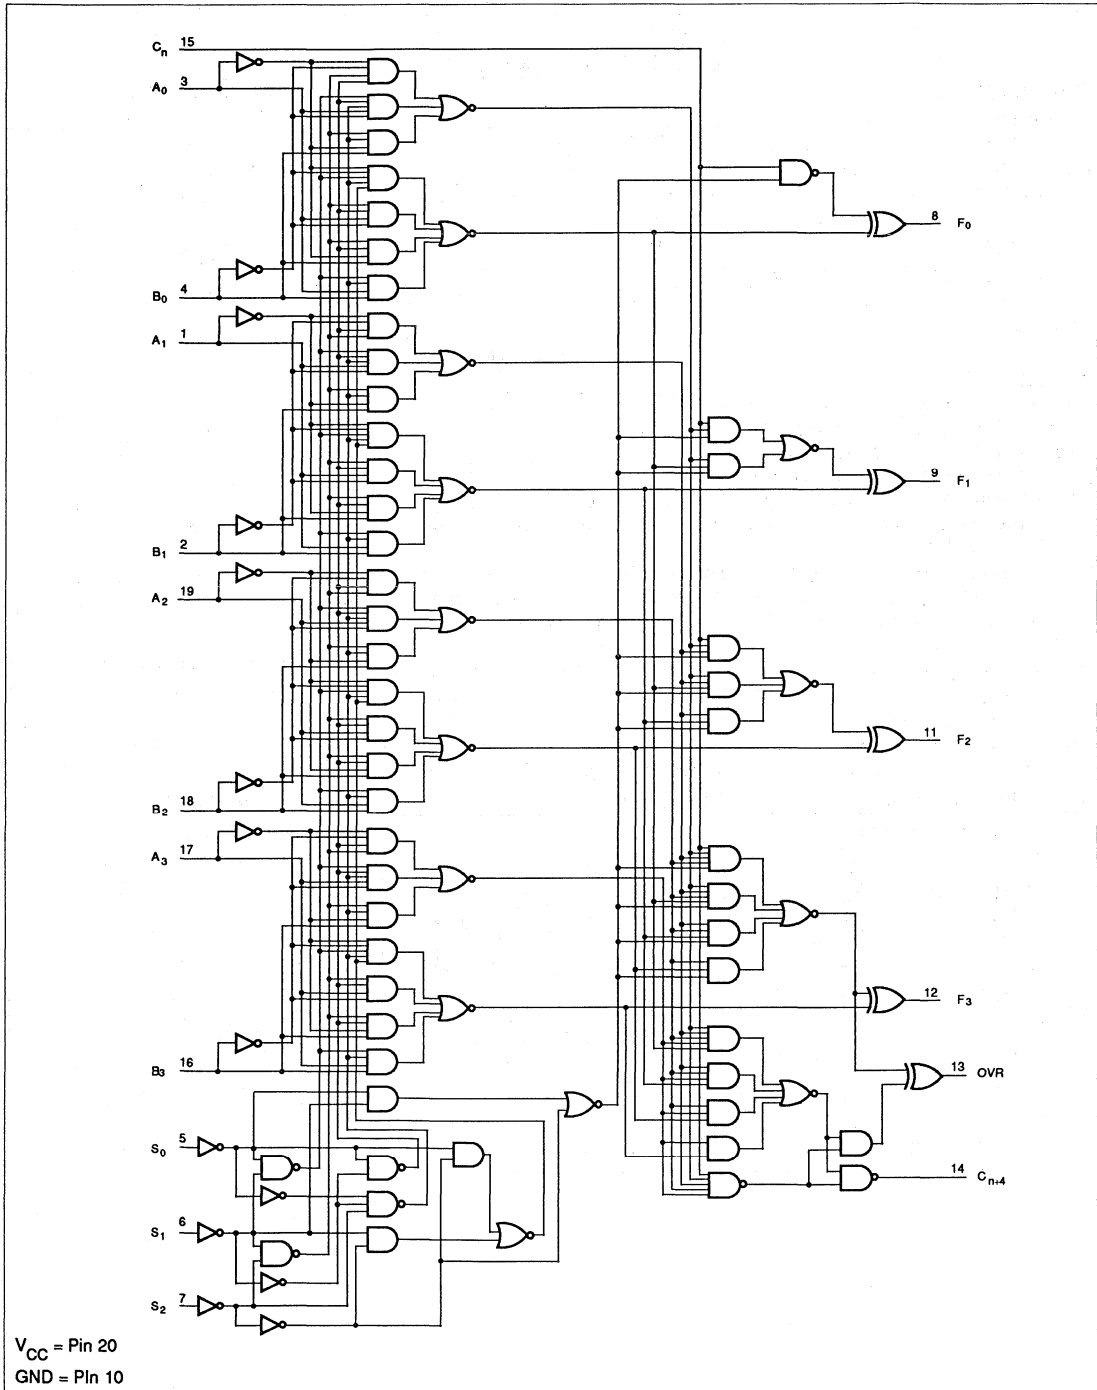 Cn 15
A0 3
B0 4
A1 1
B1 2
A2 19
B2 18
A3 17
B3 16
S0 5
S1 6
S2 7
8 F0
9 F1
11 F2
12 F3
13 OVR
14 Cn+4
VCC = Pin 20
GND = Pin 10